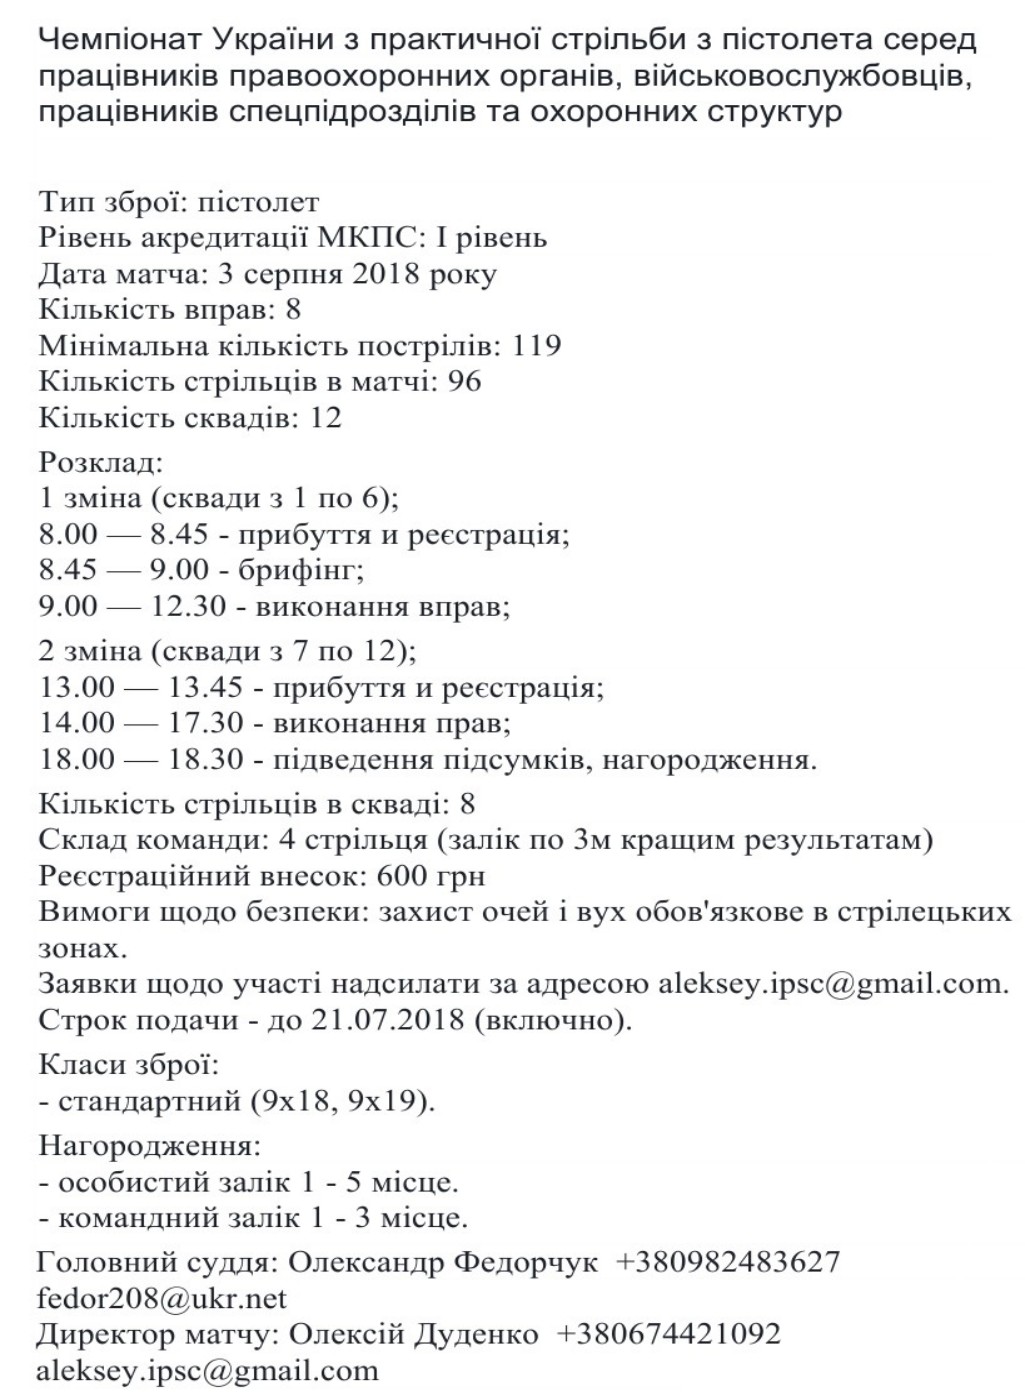 Чемпіонат України з практичної стрільби з пістолета серед
працівників правоохоронних органів, військовослужбовців,
працівників спецпідрозділів та охоронних структур
Тип зброї: пістолет
Рівень акредитації МКПС: I рівень
Дата матча: 3 серпня 2018 року
Кількість вправ: 8
Мінімальна кількість пострілів: 119
Кількість стрільців в матчі: 96
Кількість сквадів: 12
Розклад:
1 зміна (сквади з 1 по 6);
8.00 — 8.45 - прибуття и реєстрація;
8.45 — 9.00 - брифінг;
9.00 — 12.30 - виконання вправ;
2 зміна (сквади з 7 по 12);
13.00 — 13.45 - прибуття и реєстрація;
14.00 — 17.30 - виконання прав;
18.00 — 18.30 - підведення підсумків, нагородження.
Кількість стрільців в скваді: 8
Склад команди: 4 стрільця (залік по 3м кращим результатам)
Реєстраційний внесок: 600 грн
Вимоги щодо безпеки: захист очей і вух обов'язкове в стрілецьких
зонах.
Заявки щодо участі надсилати за адресою aleksey.ipsc@gmail.com.
Строк подачи - до 21.07.2018 (включно).
Класи зброї:
- стандартний (9х18, 9х19).
Нагородження:
- особистий залік 1 - 5 місце.
- командний залік 1 - 3 місце.
Головний суддя: Олександр Федорчук  +380982483627
fedor208@ukr.net
Директор матчу: Олексій Дуденко  +380674421092
aleksey.ipsc@gmail.com